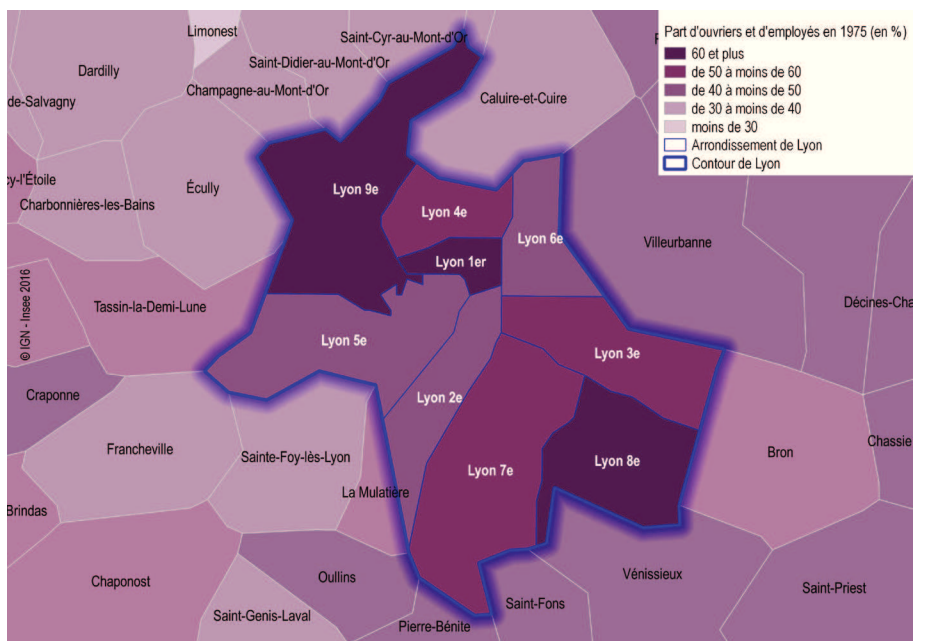 Part d'ouvriers et d'employés en 1975 (en %)
60 et plus
de 50 à moins de 60
de 40 à moins de 50
de 30 à moins de 40
moins de 30
Arrondissement de Lyon
Contour de Lyon
Limonest
Saint-Cyr-au-Mont-d'Or
Dardilly
Saint-Didier-au-Mont-d'Or
Champagne-au-Mont-d'Or
de-Salvagny
Caluire-et-Cuire
cy-l'Étoile
Écully
Lyon 9e
Charbonnières-les-Bains
Lyon 4e
Lyon 6e
Villeurbanne
Lyon 1er
© IGN - Insee 2016
Tassin-la-Demi-Lune
Décines-Cha
Lyon 5e
Lyon 3e
Craponne
Lyon 2e
Francheville
Sainte-Foy-lès-Lyon
Lyon 8e
Bron
Chassie
Lyon 7e
La Mulatière
Brindas
Chaponost
Oullins
Vénissieux
Saint-Priest
Saint-Genis-Laval
Saint-Fons
Pierre-Bénite